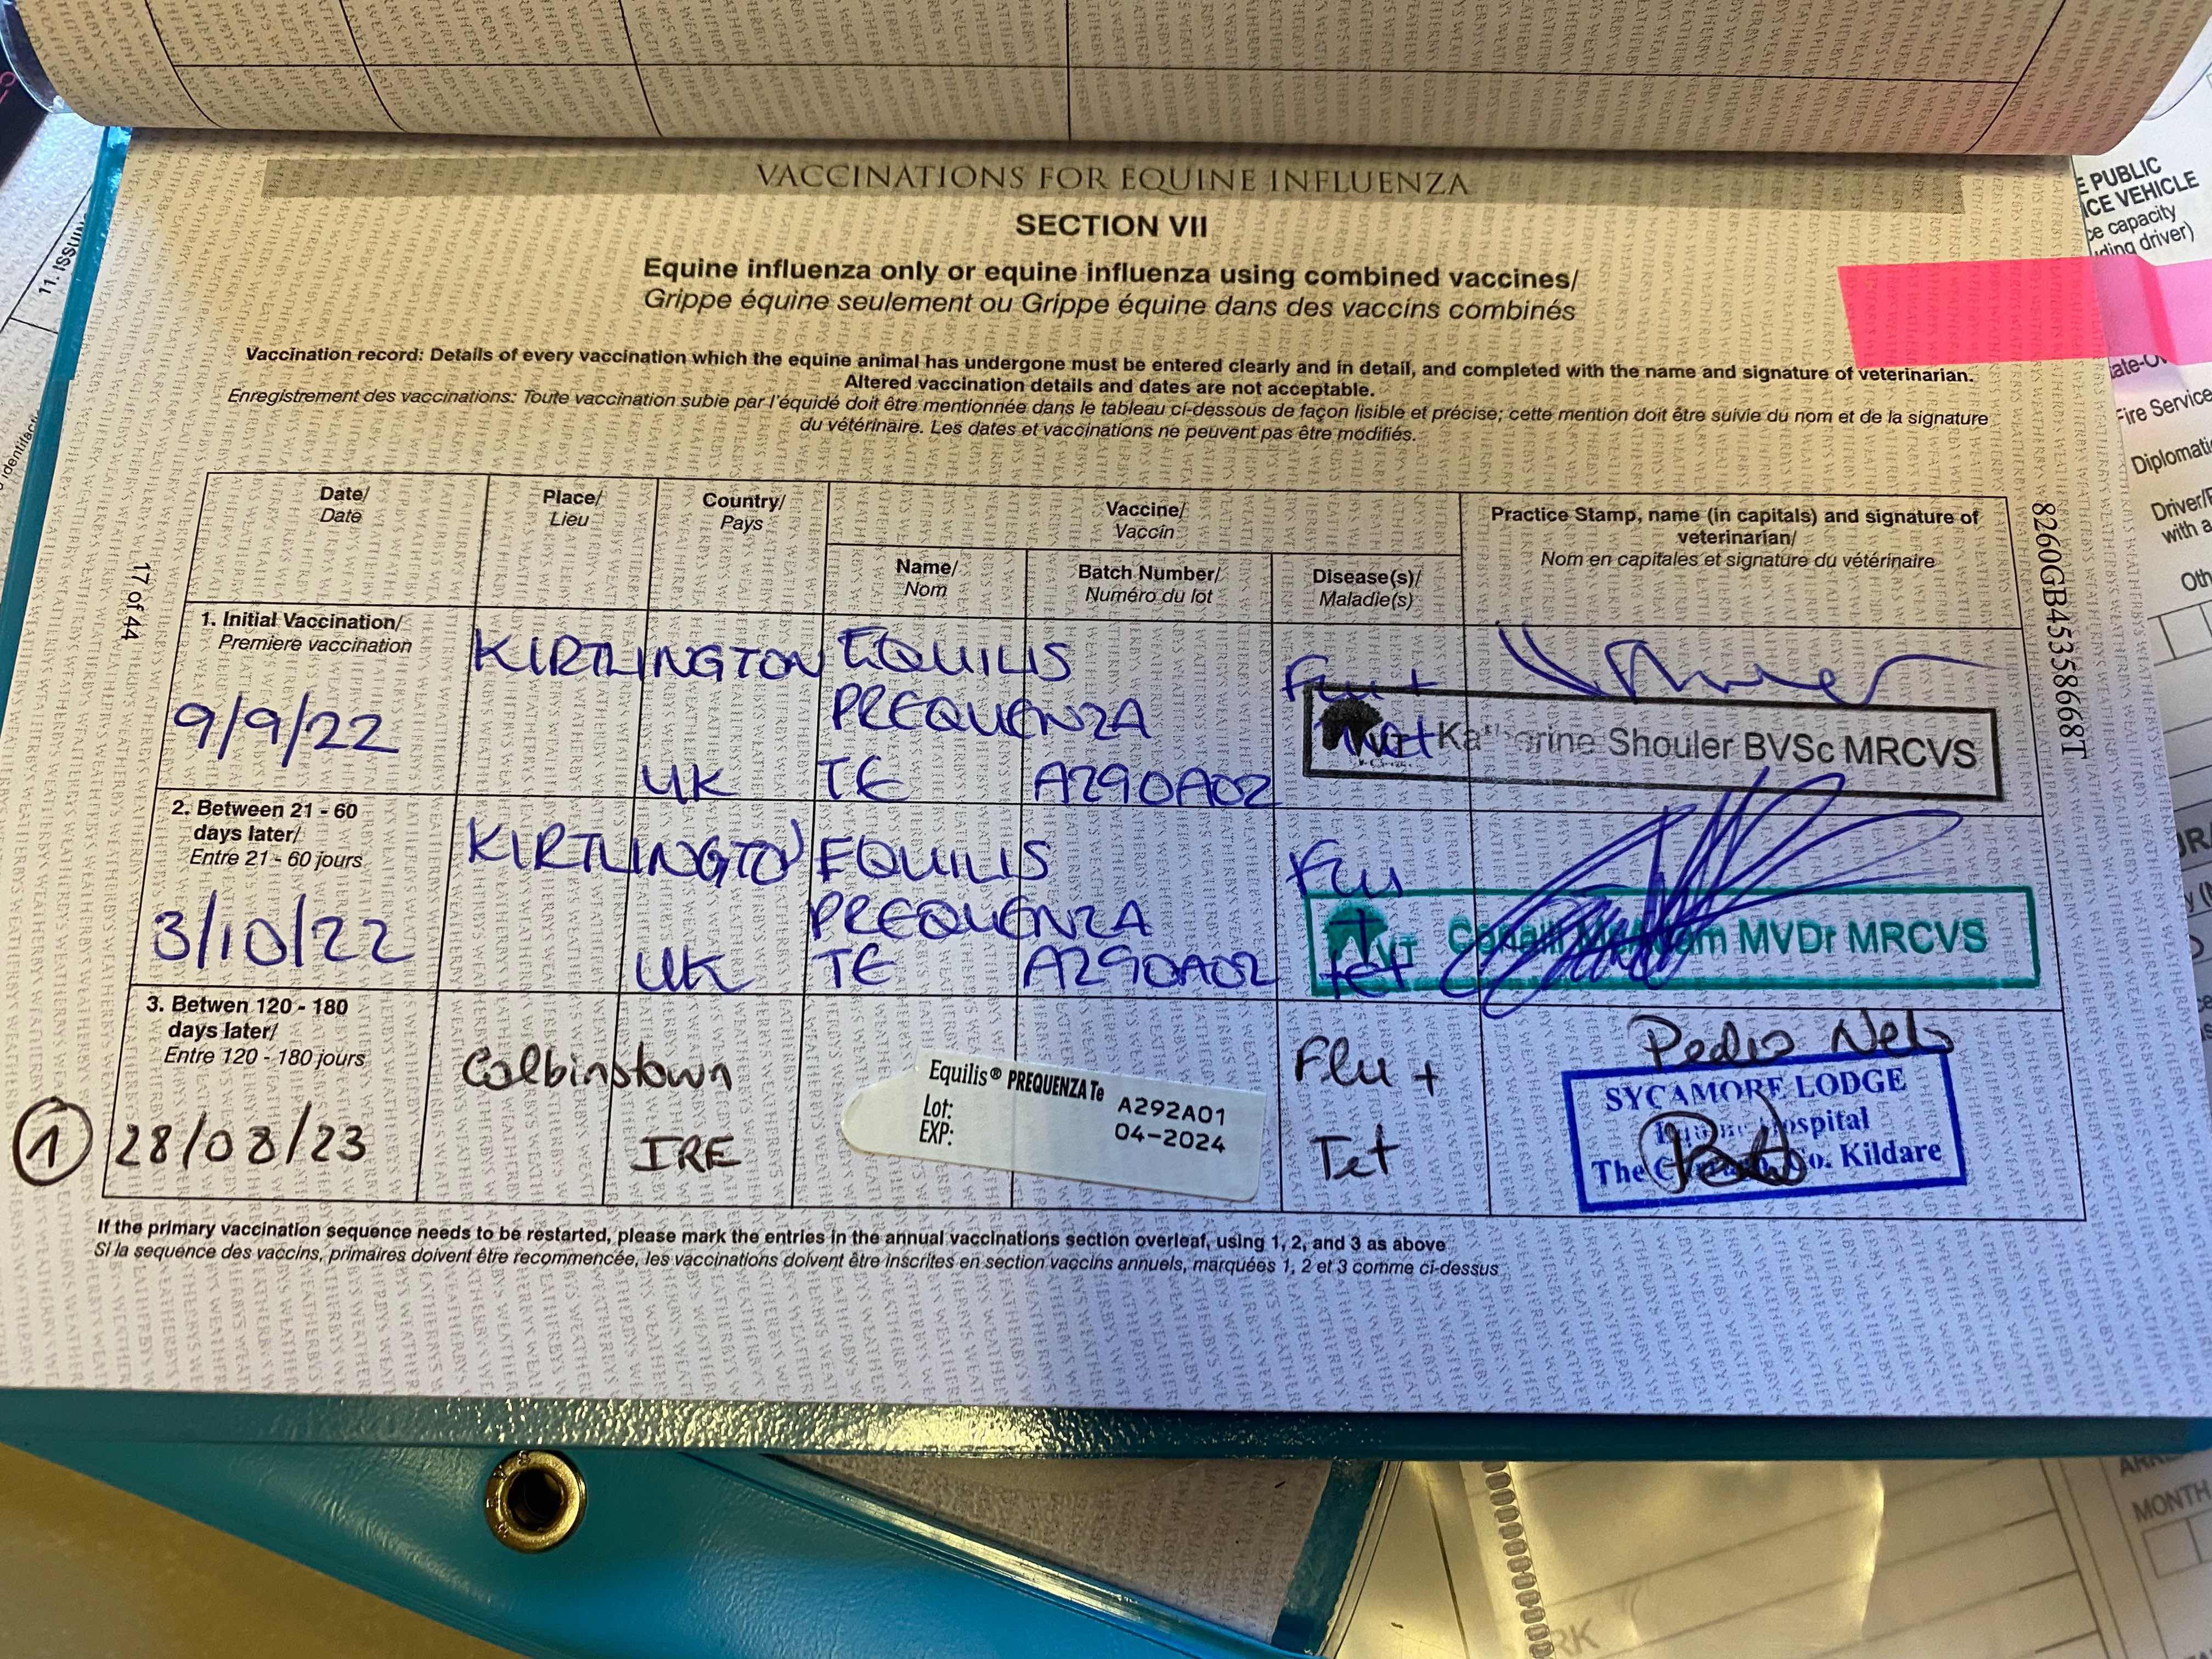 VACCINATIONS FOR EQUINE INFLUENZA
SECTION VII
Equine influenza only or equine influenza using combined vaccines/
Grippe équine seulement ou Grippe équine dans des vaccins combinés
Vaccination record: Details of every vaccination which the equine animal has undergone must be entered clearly and in detail, and completed with the name and signature of veterinarian.
Altered vaccination details and dates are not acceptable.
Enregistrement des vaccinations: Toute vaccination subie par l'équidé doit être mentionnée dans le tableau ci-dessous de façon lisible et précise; cette mention doit être suivie du nom et de la signature
du vétérinaire. Les dates et vaccinations ne peuvent pas être modifiés.
Date/
Date
Place/
Lieu
Country/
Pays
Vaccine/
Vaccin
Name/
Nom
Batch Number/
Numéro du lot
Disease(s)/
Maladie(s)
Practice Stamp, name (in capitals) and signature of
veterinarian/
Nom en capitales et signature du vétérinaire
1. Initial Vaccination/
Premiere vaccination
9/9/22
KIRTLINGTON
UK
EQUILIS
PREQUENZA
TE
A290A02
Flu +
Tet
Katherine Shouler BVSc MRCVS
2. Between 21 - 60
days later/
Entre 21 - 60 jours
3/10/22
KIRTLINGTON
UK
EQUILIS
PREQUENZA
TE
A290A02
Flu
+
tet
VT
MVDr MRCVS
3. Betwen 120 - 180
days later/
Entre 120 - 180 jours
1
28/08/23
Colbinstown
IRE
Equilis® PREQUENZA Te
Lot: A292A01
EXP: 04-2024
Flu +
Tet
Pedro
SYCAMORE LODGE
Hospital
The Co. Kildare
If the primary vaccination sequence needs to be restarted, please mark the entries in the annual vaccinations section overleaf, using 1, 2, and 3 as above
Si la sequence des vaccins, primaires doivent être recommencée, les vaccinations doivent être inscrites en section vaccins annuels, marquées 1, 2 et 3 comme ci-dessus
17 of 44
8260GB45358668T
11. ISSUIN
E PUBLIC
ICE VEHICLE
ce capacity
uding driver)
Fire Service
Diplomati
Driver/
with a
Oth
MONTH